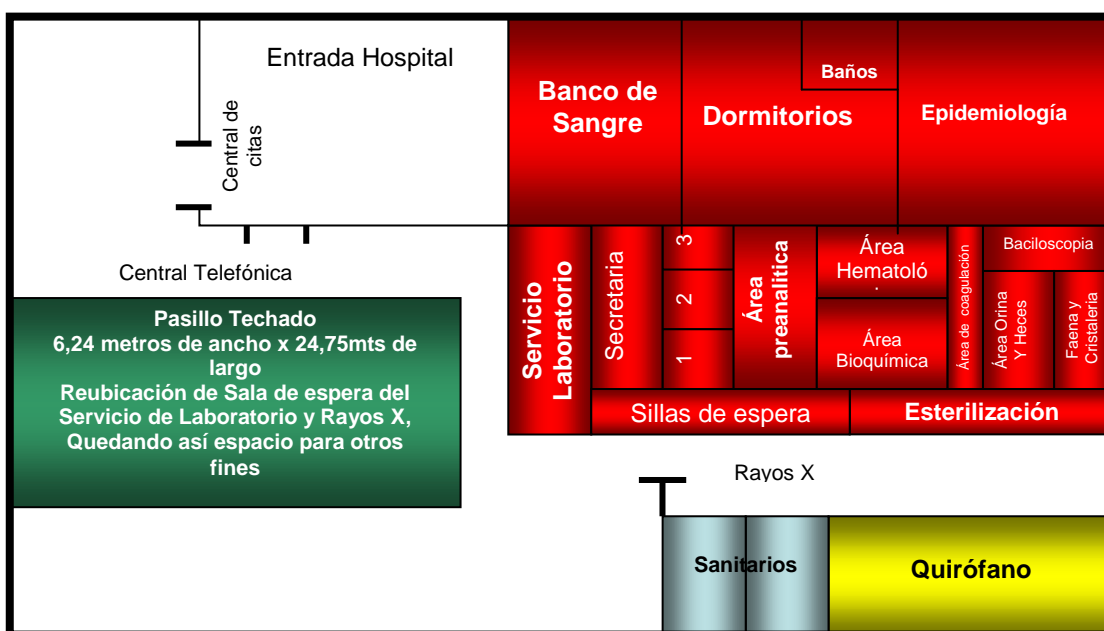 Entrada Hospital
Central de
citas
Central Telefónica
Banco de
Sangre
Dormitorios
Baños
Epidemiología
Servicio
Laboratorio
Secretaria
3
2
1
Área
preanalitica
Área
Hematoló
Área
Bioquímica
Área de coagulación
Baciloscopia
Área Orina
Y Heces
Faena y
Cristaleria
Sillas de espera
Esterilización
Pasillo Techado
6,24 metros de ancho x 24,75mts de
largo
Reubicación de Sala de espera del
Servicio de Laboratorio y Rayos X,
Quedando así espacio para otros
fines
Rayos X
Sanitarios
Quirófano